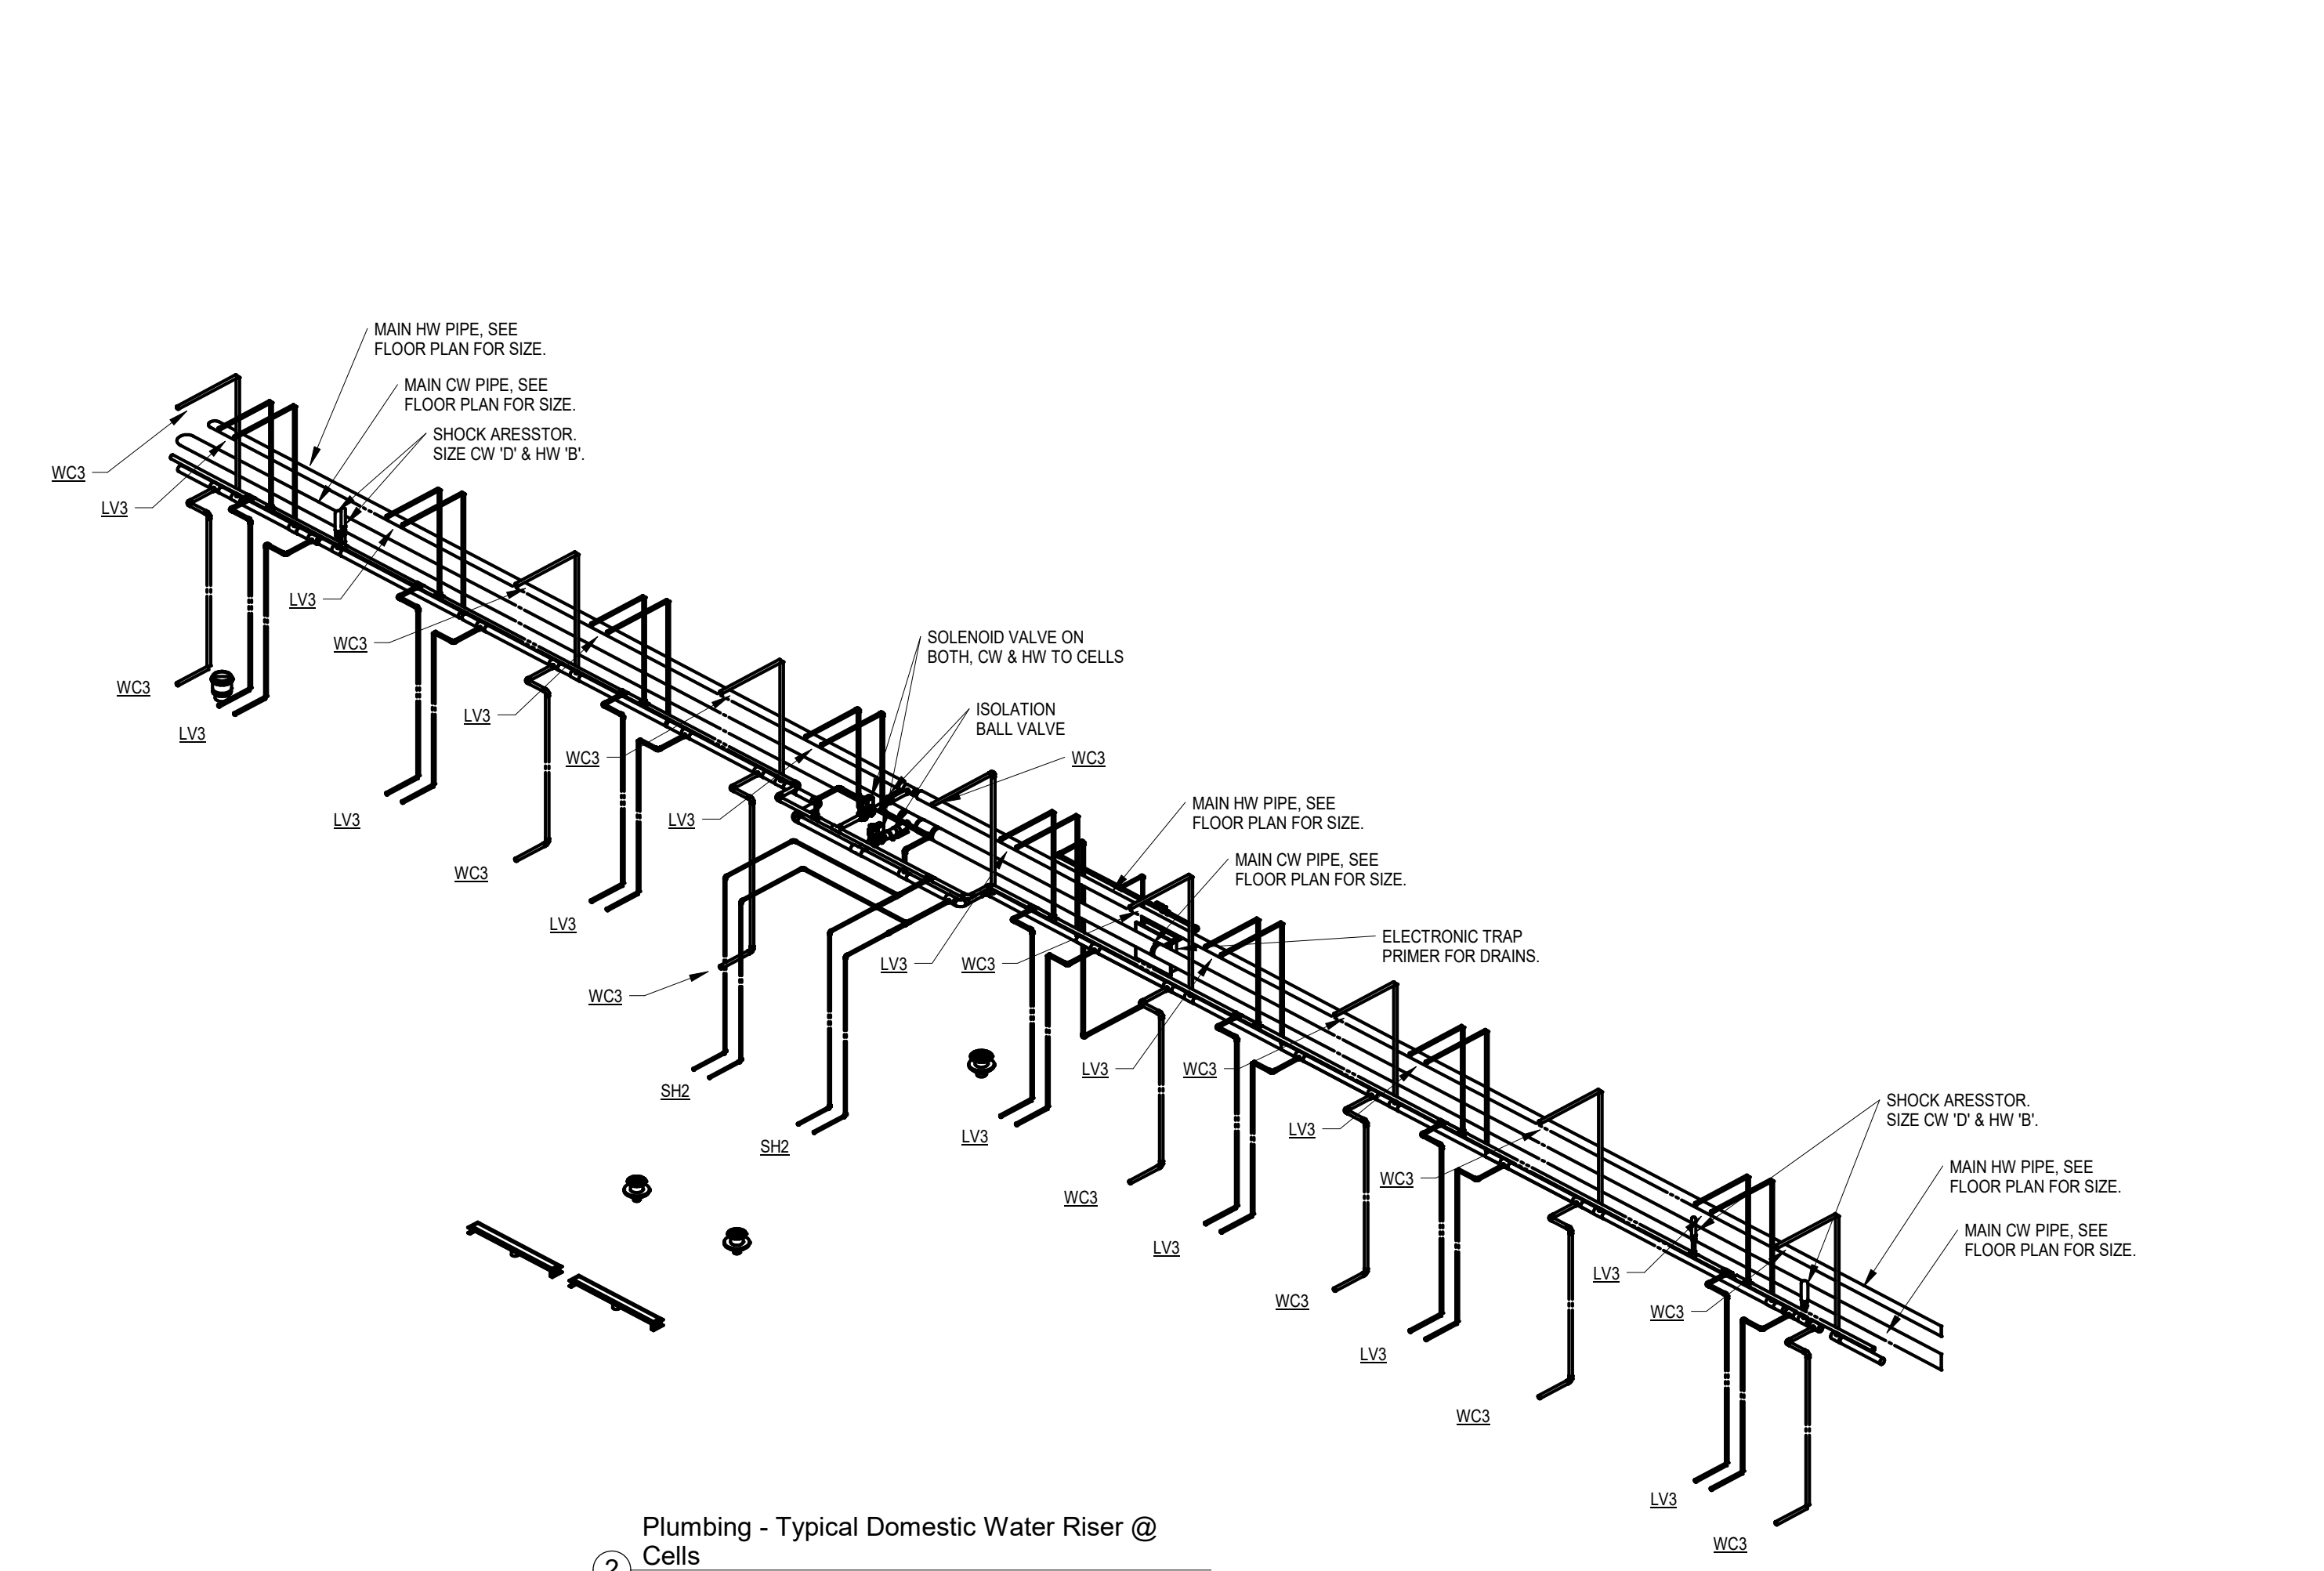 MAIN HW PIPE, SEE
FLOOR PLAN FOR SIZE.
MAIN CW PIPE, SEE
FLOOR PLAN FOR SIZE.
SHOCK ARESSTOR.
SIZE CW 'D' & HW 'B'.
WC3
LV3
LV3
WC3
SOLENOID VALVE ON
BOTH, CW & HW TO CELLS
WC3
LV3
ISOLATION
BALL VALVE
LV3
WC3
WC3
LV3
LV3
MAIN HW PIPE, SEE
FLOOR PLAN FOR SIZE.
WC3
MAIN CW PIPE, SEE
FLOOR PLAN FOR SIZE.
LV3
ELECTRONIC TRAP
PRIMER FOR DRAINS.
LV3
WC3
WC3
LV3
WC3
SH2
SHOCK ARESSTOR.
SIZE CW 'D' & HW 'B'.
LV3
LV3
SH2
MAIN HW PIPE, SEE
FLOOR PLAN FOR SIZE.
WC3
WC3
MAIN CW PIPE, SEE
FLOOR PLAN FOR SIZE.
LV3
LV3
WC3
WC3
LV3
WC3
LV3
WC3
Plumbing - Typical Domestic Water Riser @
Cells
2